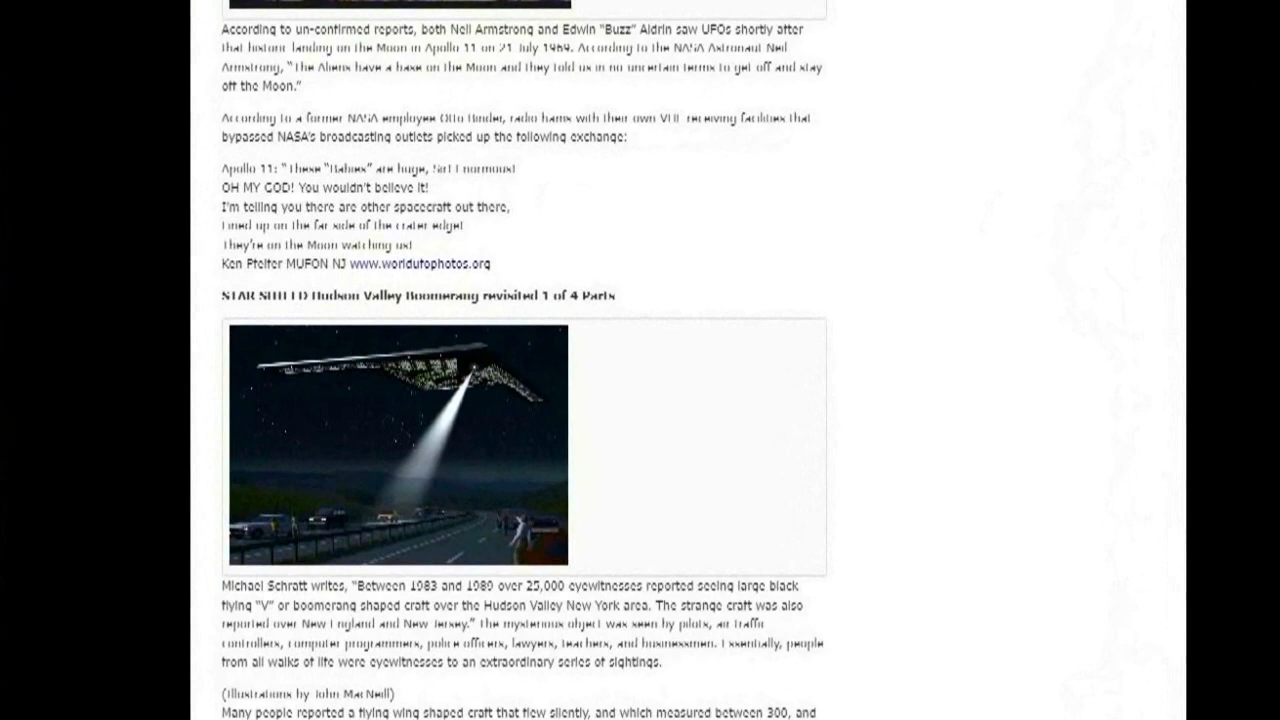 According to un-confirmed reports, both Neil Armstrong and Edwin “Buzz” Aldrin saw UFOs shortly after
that historic landing on the Moon in Apollo 11 on 21 July 1969. According to the NASA Astronaut Neil
Armstrong, “The Aliens have a base on the Moon and they told us in no uncertain terms to get off and stay
off the Moon.”
According to a former NASA employee Otto Binder, radio hams with their own VHF receiving facilities that
bypassed NASA’s broadcasting outlets picked up the following exchange:
Apollo 11: “These “Babies” are huge, Sir! Enormous!
OH MY GOD! You wouldn’t believe it!
I’m telling you there are other spacecraft out there,
Lined up on the far side of the crater edge!
They’re on the Moon watching us!
Ken Pfeifer MUFON NJ www.worldufophotos.org
STAR SHIELD Hudson Valley Boomerang revisited 1 of 4 Parts
Michael Schratt writes, “Between 1983 and 1989 over 25,000 eyewitnesses reported seeing large black
flying “V” or boomerang shaped craft over the Hudson Valley New York area. The strange craft was also
reported over New England and New Jersey.” The mysterious object was seen by pilots, air traffic
controllers, computer programmers, police officers, lawyers, teachers, and businessmen. Essentially, people
from all walks of life were eyewitnesses to an extraordinary series of sightings.
(Illustrations by John MacNeill)
Many people reported a flying wing shaped craft that flew silently, and which measured between 300, and